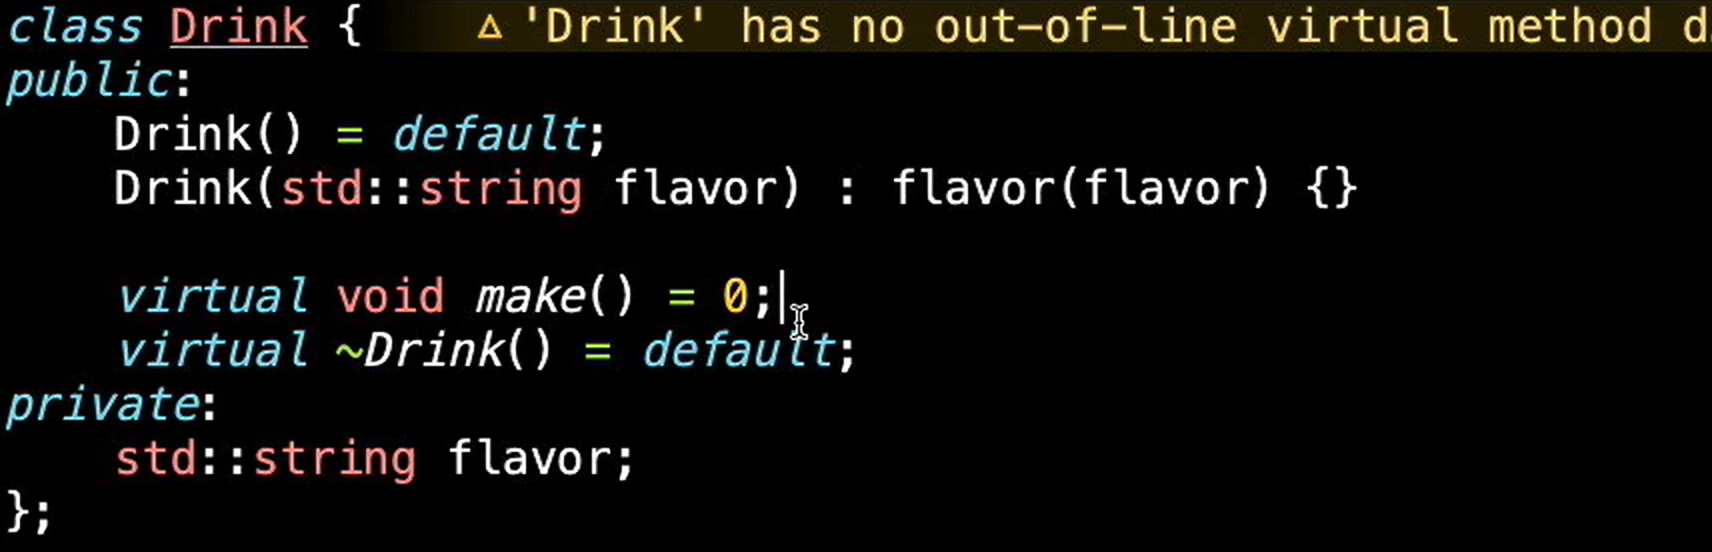 class Drink {    ⚠ 'Drink' has no out-of-line virtual method
public:
    Drink() = default;
    Drink(std::string flavor) : flavor(flavor) {}

    virtual void make() = 0;
    virtual ~Drink() = default;
private:
    std::string flavor;
};